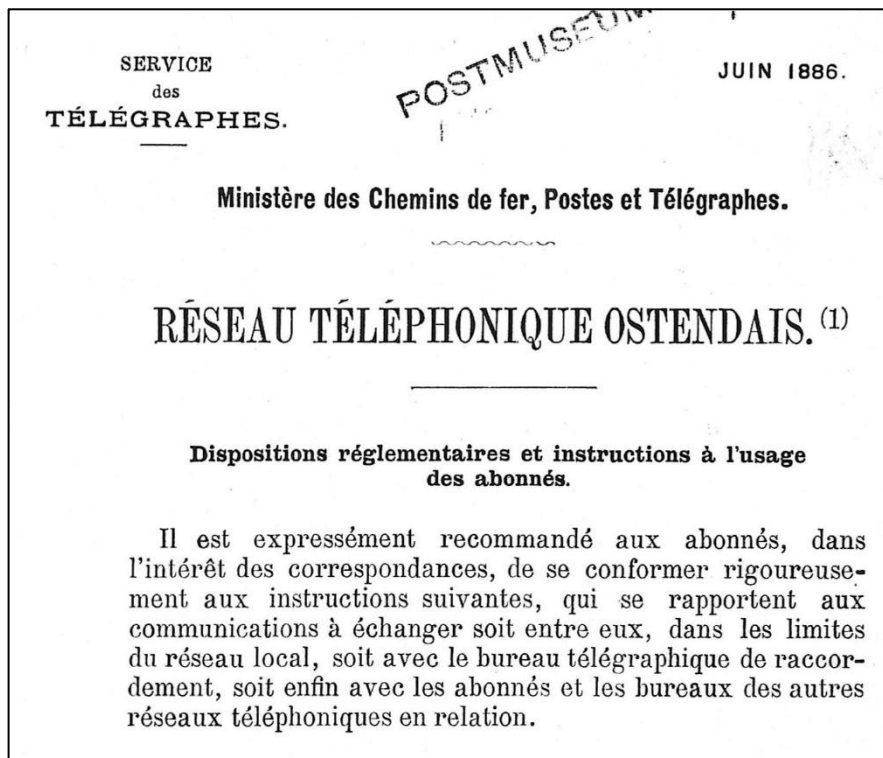 SERVICE
des
TÉLÉGRAPHES.
POSTMUSEUM
JUIN 1886.
Ministère des Chemins de fer, Postes et Télégraphes.
RÉSEAU TÉLÉPHONIQUE OSTENDAIS. (1)
Dispositions réglementaires et instructions à l'usage
des abonnés.
Il est expressément recommandé aux abonnés, dans
l'intérêt des correspondances, de se conformer rigoureuse-
ment aux instructions suivantes, qui se rapportent aux
communications à échanger soit entre eux, dans les limites
du réseau local, soit avec le bureau télégraphique de raccor-
dement, soit enfin avec les abonnés et les bureaux des autres
réseaux téléphoniques en relation.